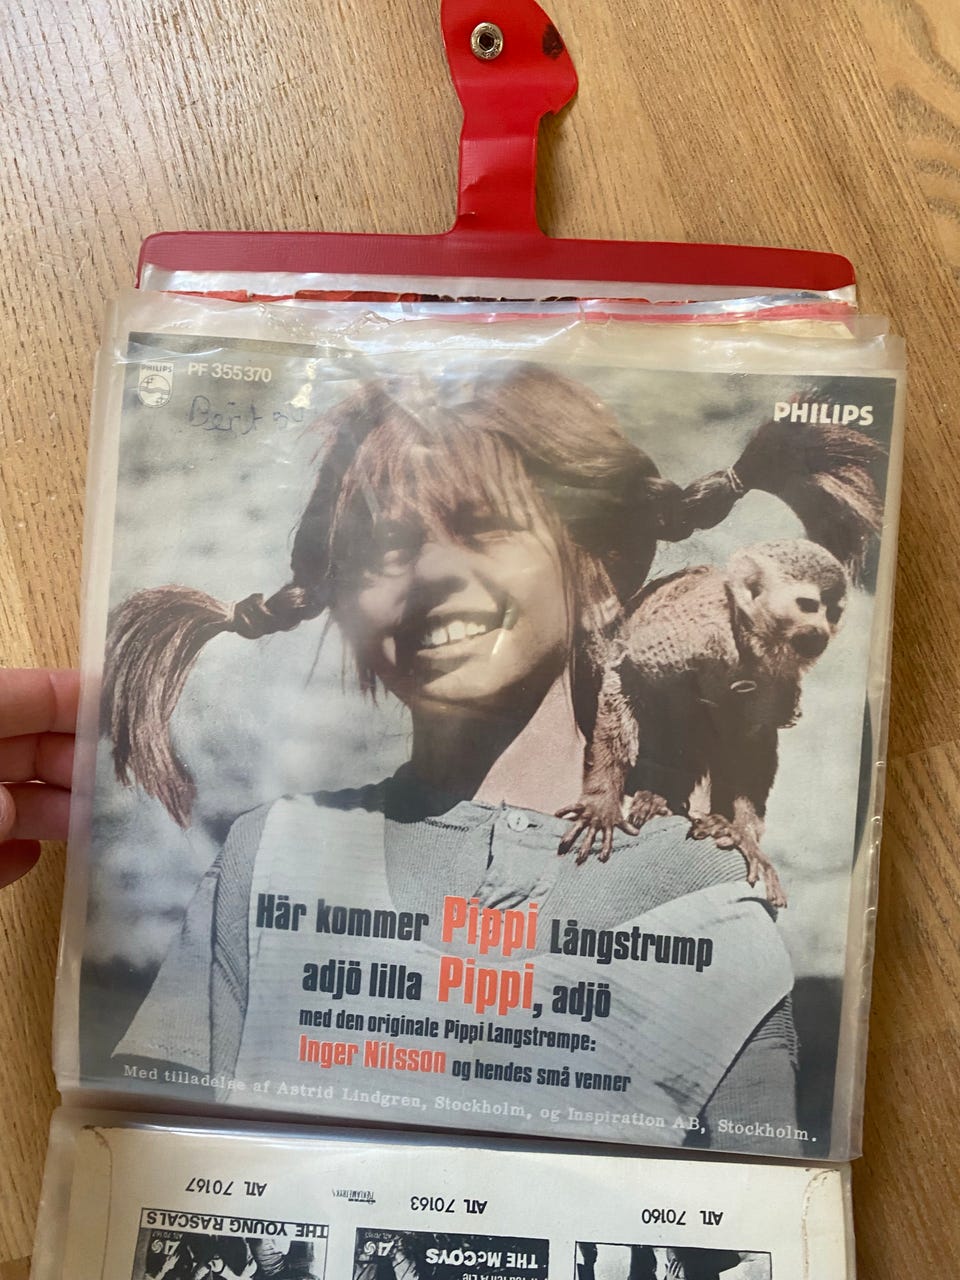 PHILIPS
PF 355370
PHILIPS
Här kommer Pippi Långstrump
adjö lilla Pippi, adjö
med den originale Pippi Langstrømpe:
Inger Nilsson og hendes små venner
Med tilladelse af Astrid Lindgren, Stockholm, og Inspiration AB, Stockholm.
ATL 70167
ATL 70163
ATL 70160
THE YOUNG RASCALS
THE McCOYS